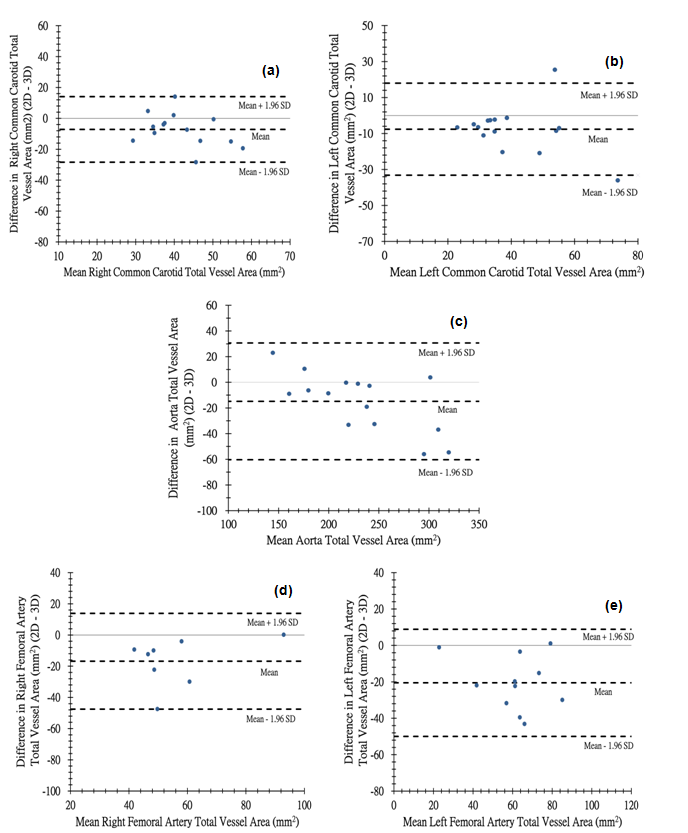 60
40
20
0
-20
-40
-60
-80
10 20 30 40 50 60 70
Difference in Right Common Carotid Total
Vessel Area (mm2) (2D - 3D)
(a)
Mean + 1.96 SD
Mean
Mean - 1.96 SD
Mean Right Common Carotid Total Vessel Area (mm²)
50
30
10
-10
-30
-50
-70
0 20 40 60 80
Difference in Left Common Carotid Total
Vessel Area (mm²) (2D - 3D)
(b)
Mean + 1.96 SD
Mean
Mean - 1.96 SD
Mean Left Common Carotid Total Vessel Area (mm²)
60
40
20
0
-20
-40
-60
-80
-100
100 150 200 250 300 350
Difference in Aorta Total Vessel Area
(mm²) (2D - 3D)
(c)
Mean + 1.96 SD
Mean
Mean - 1.96 SD
Mean Aorta Total Vessel Area (mm²)
40
20
0
-20
-40
-60
-80
-100
20 40 60 80 100
Difference in Right Femoral Artery
Total Vessel Area (mm²) (2D - 3D)
(d)
Mean + 1.96 SD
Mean
Mean - 1.96 SD
Mean Right Femoral Artery Total Vessel Area (mm²)
40
20
0
-20
-40
-60
-80
0 20 40 60 80 100 120
Difference in Left Femoral Artery
Total Vessel Area (mm²) (2D - 3D)
(e)
Mean + 1.96 SD
Mean
Mean - 1.96 SD
Mean Left Femoral Artery Total Vessel Area (mm²)